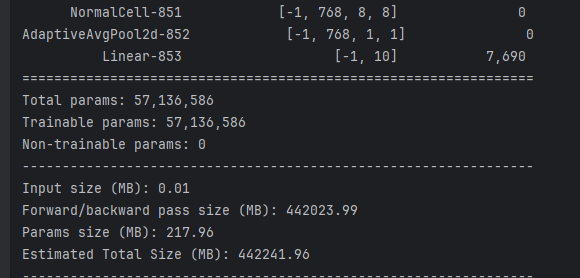 NormalCell-851 [-1, 768, 8, 8] 0
AdaptiveAvgPool2d-852 [-1, 768, 1, 1] 0
Linear-853 [-1, 10] 7,690
================================================================
Total params: 57,136,586
Trainable params: 57,136,586
Non-trainable params: 0
----------------------------------------------------------------
Input size (MB): 0.01
Forward/backward pass size (MB): 442023.99
Params size (MB): 217.96
Estimated Total Size (MB): 442241.96
----------------------------------------------------------------